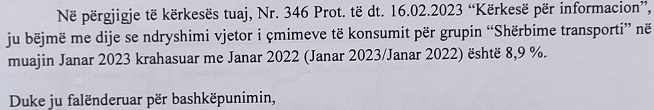 Në përgjigje të kërkesës tuaj, Nr. 346 Prot. të dt. 16.02.2023 “Kërkesë për informacion”,
ju bëjmë me dije se ndryshimi vjetor i çmimeve të konsumit për grupin “Shërbime transporti” në
muajin Janar 2023 krahasuar me Janar 2022 (Janar 2023/Janar 2022) është 8,9 %.
Duke ju falënderuar për bashkëpunimin,